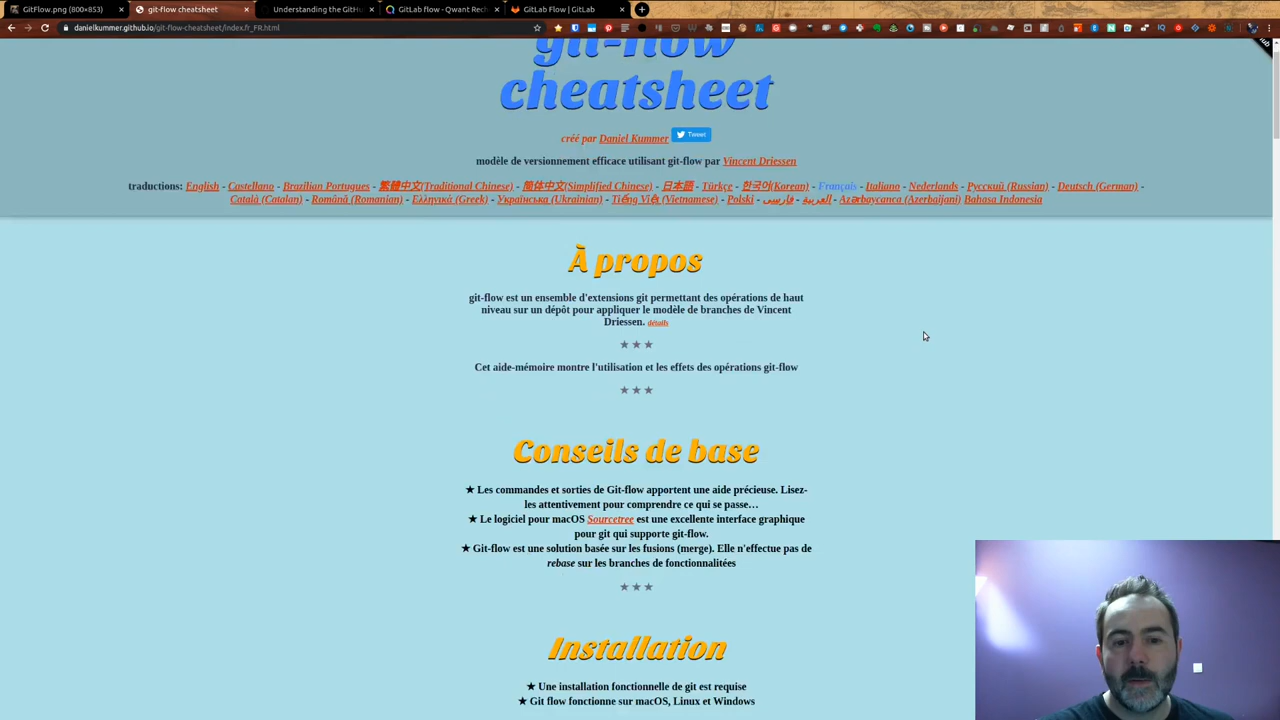 GitFlow.png (800×853)
git-flow cheatsheet
Understanding the GitHu
GitLab flow - Qwant Rech
GitLab Flow | GitLab
danielkummer.github.io/git-flow-cheatsheet/index.fr_FR.html
git-flow
cheatsheet
créé par Daniel Kummer Tweet
modèle de versionnement efficace utilisant git-flow par Vincent Driessen
traductions: English - Castellano - Brazilian Portugues - 繁體中文(Traditional Chinese) - 简体中文(Simplified Chinese) - 日本語 - Türkçe - 한국어(Korean) - Français - Italiano - Nederlands - Русский (Russian) - Deutsch (German) -
Català (Catalan) - Română (Romanian) - Ελληνικά (Greek) - Українська (Ukrainian) - Tiếng Việt (Vietnamese) - Polski - فارسی - العربية - Azərbaycanca (Azerbaijani) Bahasa Indonesia
À propos
git-flow est un ensemble d'extensions git permettant des opérations de haut
niveau sur un dépôt pour appliquer le modèle de branches de Vincent
Driessen. détails
★ ★ ★
Cet aide-mémoire montre l'utilisation et les effets des opérations git-flow
★ ★ ★
Conseils de base
★ Les commandes et sorties de Git-flow apportent une aide précieuse. Lisez-
les attentivement pour comprendre ce qui se passe…
★ Le logiciel pour macOS Sourcetree est une excellente interface graphique
pour git qui supporte git-flow.
★ Git-flow est une solution basée sur les fusions (merge). Elle n'effectue pas de
rebase sur les branches de fonctionnalitées
★ ★ ★
Installation
★ Une installation fonctionnelle de git est requise
★ Git flow fonctionne sur macOS, Linux et Windows